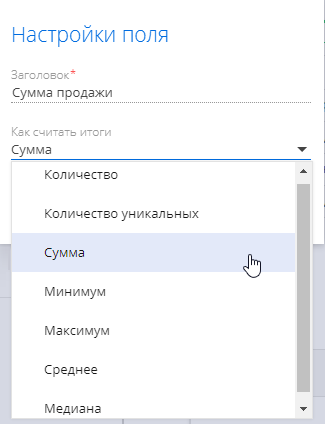 Настройки поля
Заголовок*
Сумма продажи
Как считать итоги
Сумма
Количество
Количество уникальных
Сумма
Минимум
Максимум
Среднее
Медиана